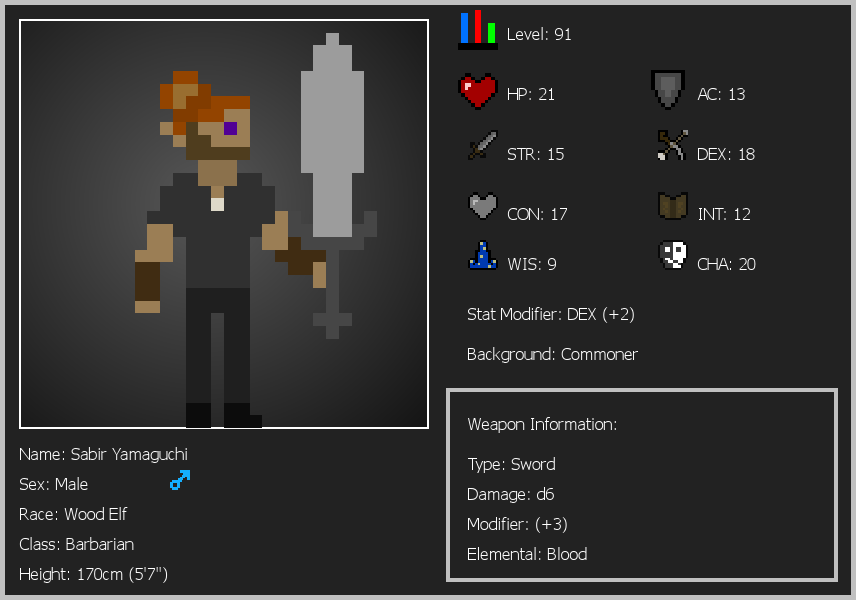 Level: 91
HP: 21
AC: 13
STR: 15
DEX: 18
CON: 17
INT: 12
WIS: 9
CHA: 20
Stat Modifier: DEX (+2)
Background: Commoner
Weapon Information:
Type: Sword
Damage: d6
Modifier: (+3)
Elemental: Blood
Name: Sabir Yamaguchi
Sex: Male
Race: Wood Elf
Class: Barbarian
Height: 170cm (5'7")